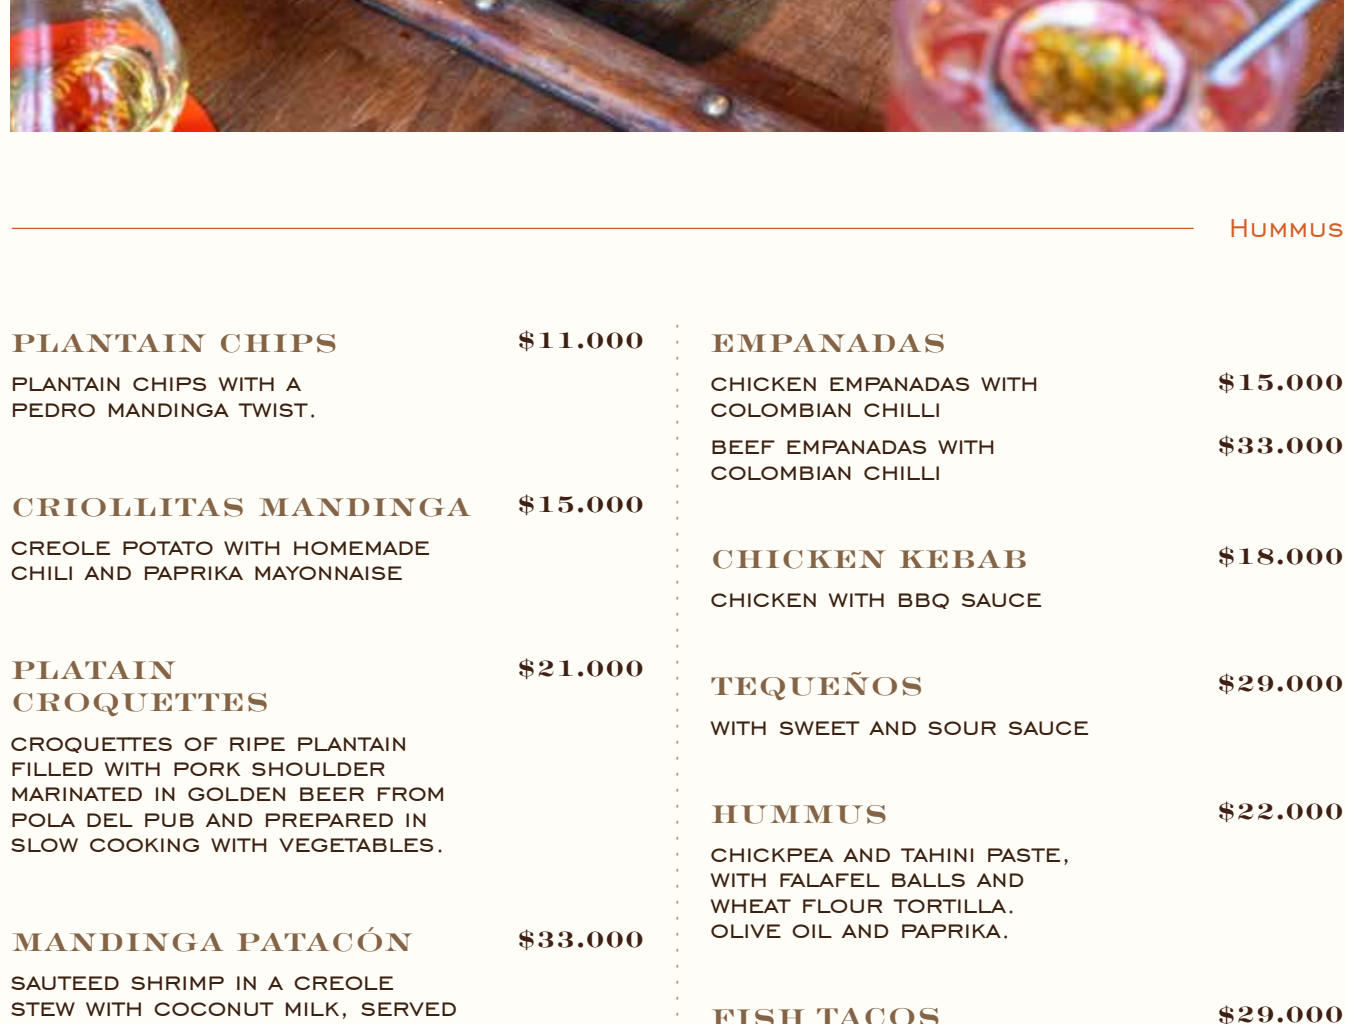 Hummus
PLANTAIN CHIPS $11.000
PLANTAIN CHIPS WITH A
PEDRO MANDINGA TWIST.
CRIOLLITAS MANDINGA $15.000
CREOLE POTATO WITH HOMEMADE
CHILI AND PAPRIKA MAYONNAISE
PLATAIN $21.000
CROQUETTES
CROQUETTES OF RIPE PLANTAIN
FILLED WITH PORK SHOULDER
MARINATED IN GOLDEN BEER FROM
POLA DEL PUB AND PREPARED IN
SLOW COOKING WITH VEGETABLES.
MANDINGA PATACÓN $33.000
SAUTEED SHRIMP IN A CREOLE
STEW WITH COCONUT MILK, SERVED
EMPANADAS
CHICKEN EMPANADAS WITH $15.000
COLOMBIAN CHILLI
BEEF EMPANADAS WITH $33.000
COLOMBIAN CHILLI
CHICKEN KEBAB $18.000
CHICKEN WITH BBQ SAUCE
TEQUEÑOS $29.000
WITH SWEET AND SOUR SAUCE
HUMMUS $22.000
CHICKPEA AND TAHINI PASTE,
WITH FALAFEL BALLS AND
WHEAT FLOUR TORTILLA.
OLIVE OIL AND PAPRIKA.
FISH TACOS $29.000